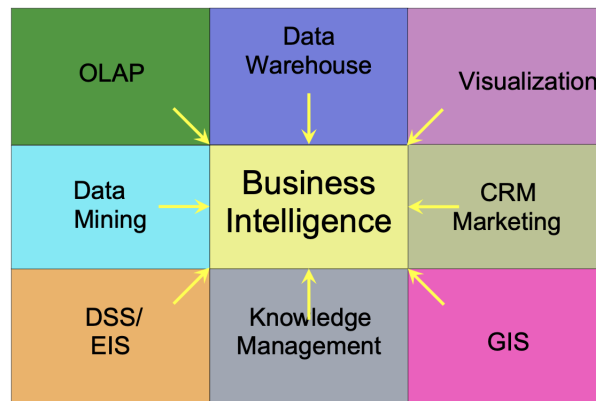 OLAP
Data
Warehouse
Visualization
Data
Mining
Business
Intelligence
CRM
Marketing
DSS/
EIS
Knowledge
Management
GIS